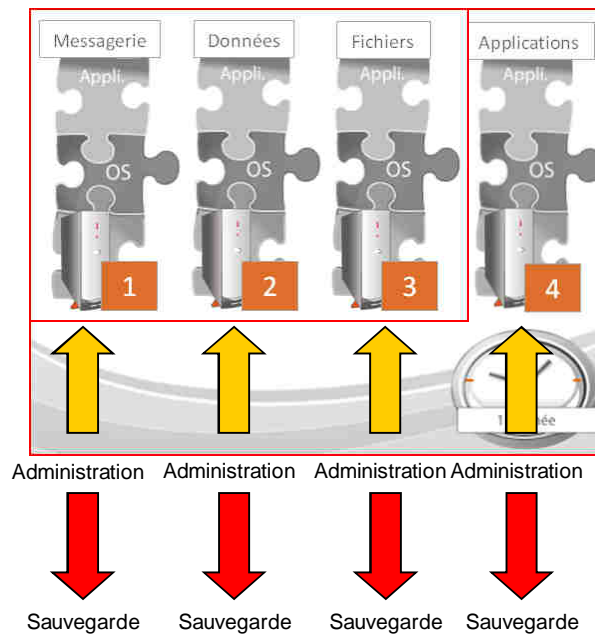 Messagerie Données Fichiers Applications
Appli. Appli. Appli. Appli.
OS OS OS OS
1 2 3 4
Administration Administration Administration Administration
Sauvegarde Sauvegarde Sauvegarde Sauvegarde